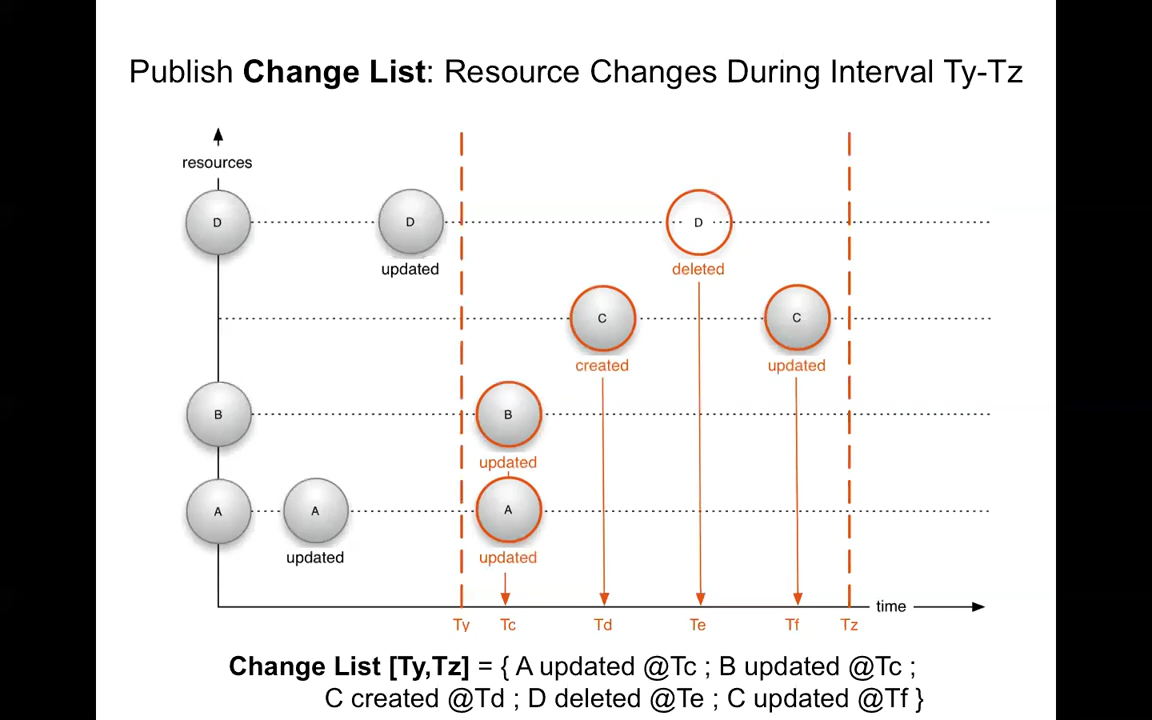 Publish Change List: Resource Changes During Interval Ty-Tz
resources
D
D
D
updated
deleted
C
C
created
updated
B
B
updated
A
A
A
updated
updated
time
Ty
Tc
Td
Te
Tf
Tz
Change List [Ty,Tz] = { A updated @Tc ; B updated @Tc ;
C created @Td ; D deleted @Te ; C updated @Tf }